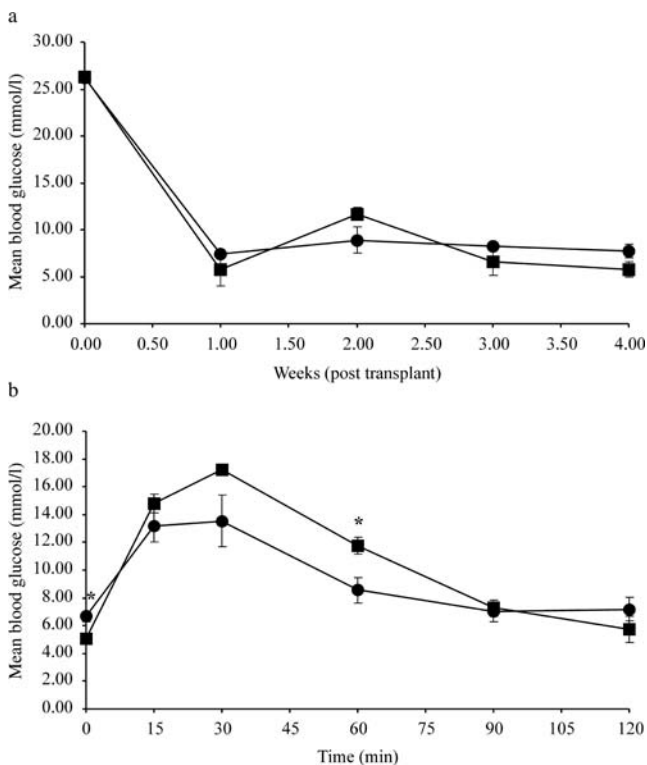 a
30.00
25.00
20.00
15.00
10.00
5.00
0.00
Mean blood glucose (mmol/l)
0.00 0.50 1.00 1.50 2.00 2.50 3.00 3.50 4.00
Weeks (post transplant)
b
20.00
18.00
16.00
14.00
12.00
10.00
8.00
6.00
4.00
2.00
0.00
Mean blood glucose (mmol/l)
*
*
0 15 30 45 60 75 90 105 120
Time (min)